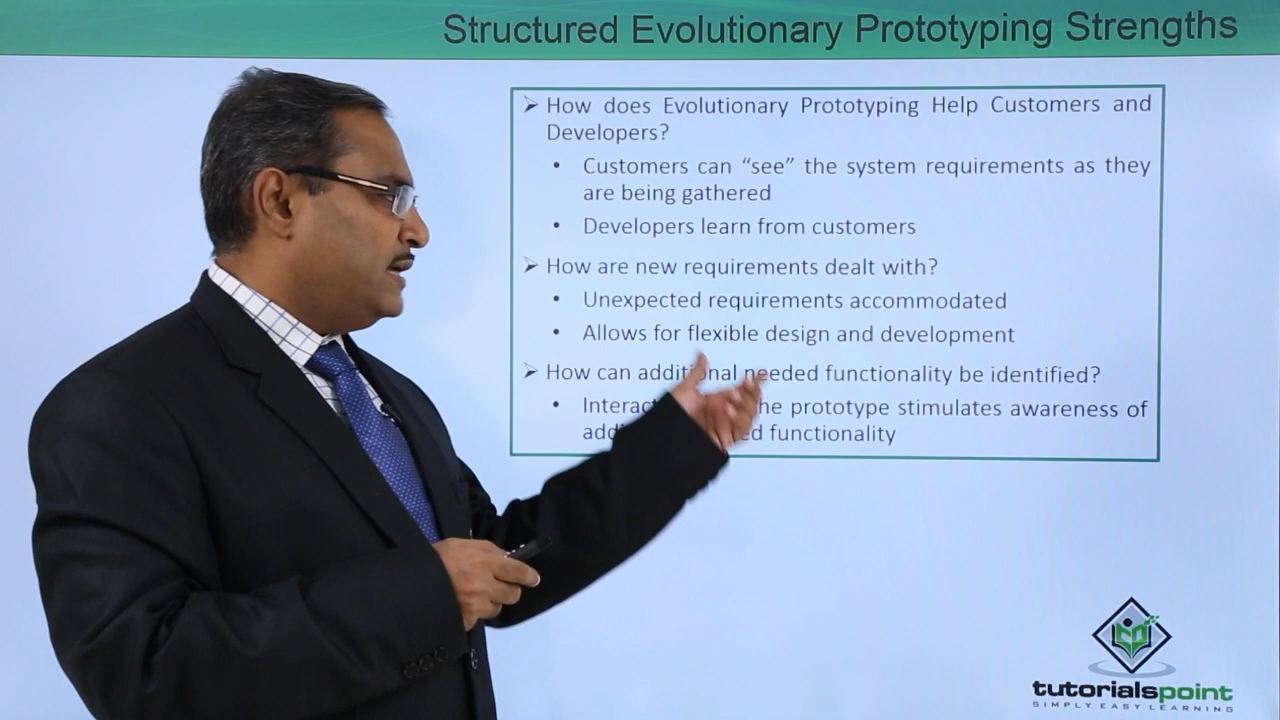 Structured Evolutionary Prototyping Strengths
➢ How does Evolutionary Prototyping Help Customers and
Developers?
• Customers can “see” the system requirements as they
are being gathered
• Developers learn from customers
➢ How are new requirements dealt with?
• Unexpected requirements accommodated
• Allows for flexible design and development
➢ How can additional needed functionality be identified?
• the prototype stimulates awareness of
functionality
tutorialspoint
SIMPLY EASY LEARNING